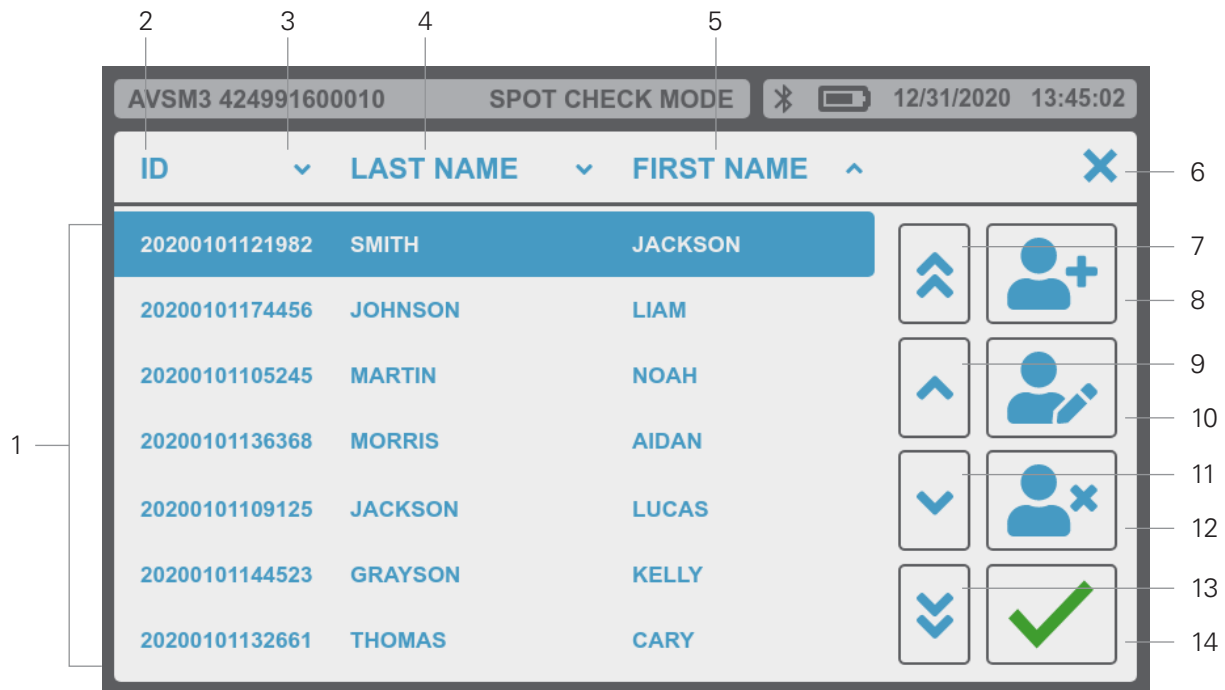 2 3 4 5
AVSM3 424991600010 SPOT CHECK MODE 12/31/2020 13:45:02
ID LAST NAME FIRST NAME
6
20200101121982 SMITH JACKSON
7
8
20200101174456 JOHNSON LIAM
9
20200101105245 MARTIN NOAH
10
1
20200101136368 MORRIS AIDAN
11
20200101109125 JACKSON LUCAS
12
20200101144523 GRAYSON KELLY
13
20200101132661 THOMAS CARY
14